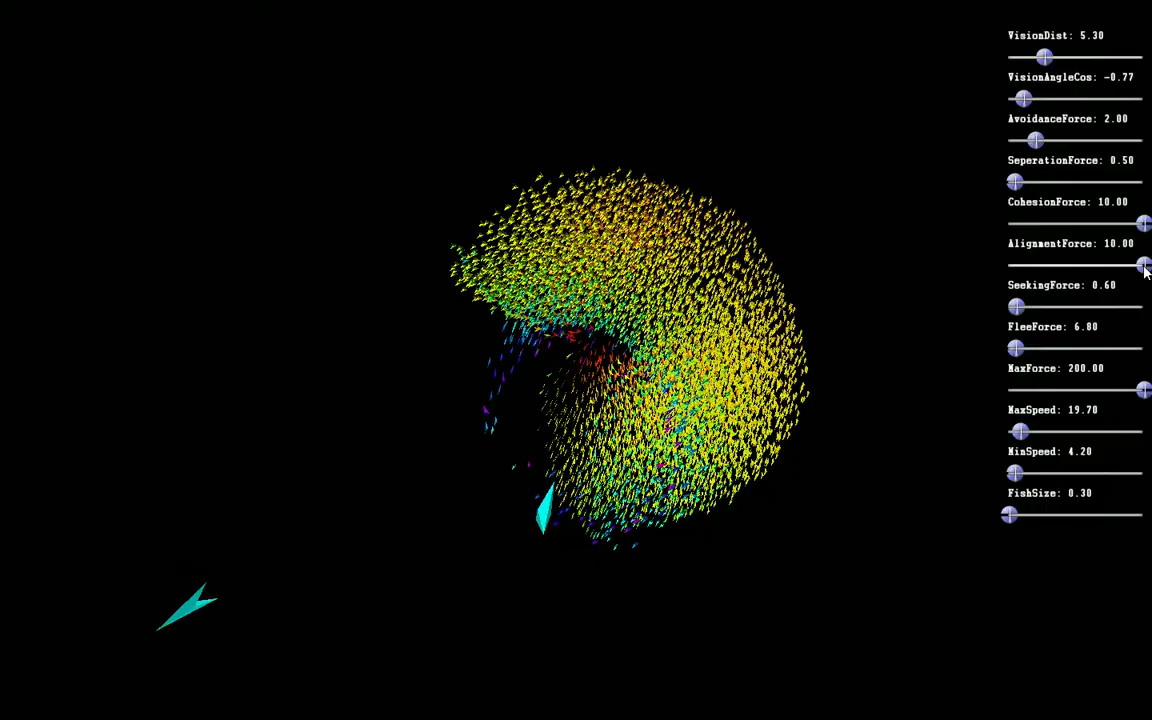 VisionDist: 5.30
VisionAngleCos: -0.77
AvoidanceForce: 2.00
SeperationForce: 0.50
CohesionForce: 10.00
AlignmentForce: 10.00
SeekingForce: 0.60
FleeForce: 6.80
MaxForce: 200.00
MaxSpeed: 19.70
MinSpeed: 4.20
FishSize: 0.30